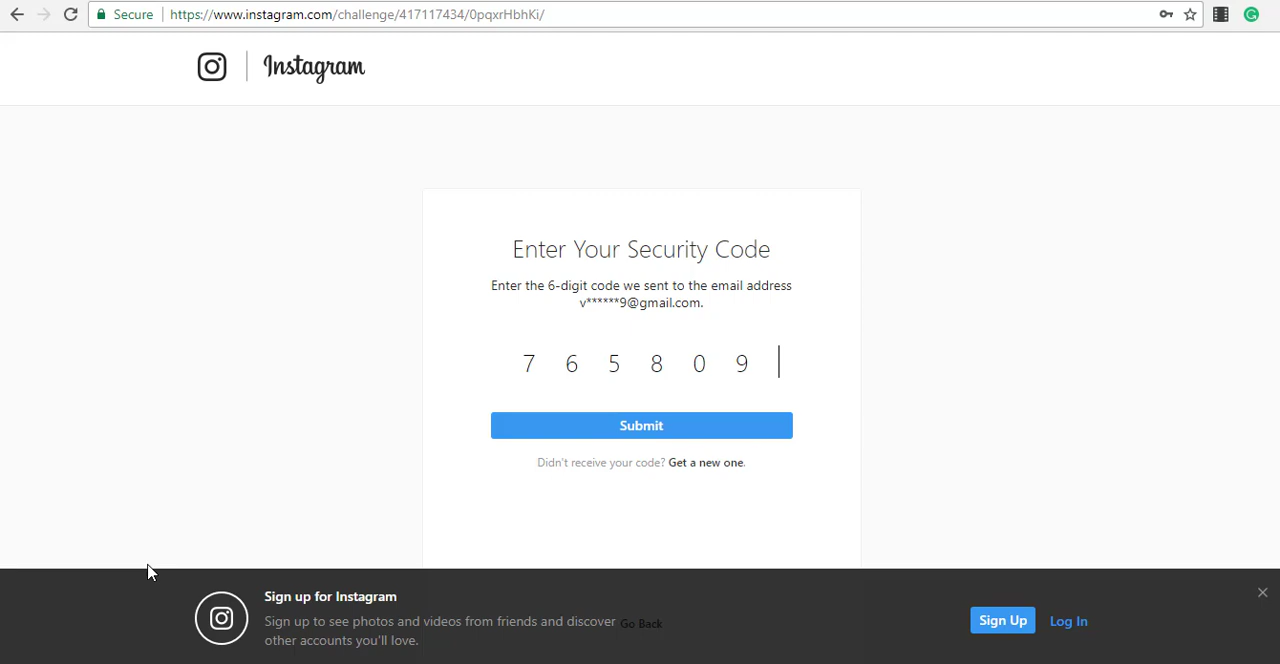 Secure | https://www.instagram.com/challenge/417117434/0pqxrHbhKi/
Instagram
Enter Your Security Code
Enter the 6-digit code we sent to the email address
v******9@gmail.com.
7 6 5 8 0 9
Submit
Didn't receive your code? Get a new one.
Sign up for Instagram
Sign up to see photos and videos from friends and discover
other accounts you'll love.
Go Back
Sign Up
Log In